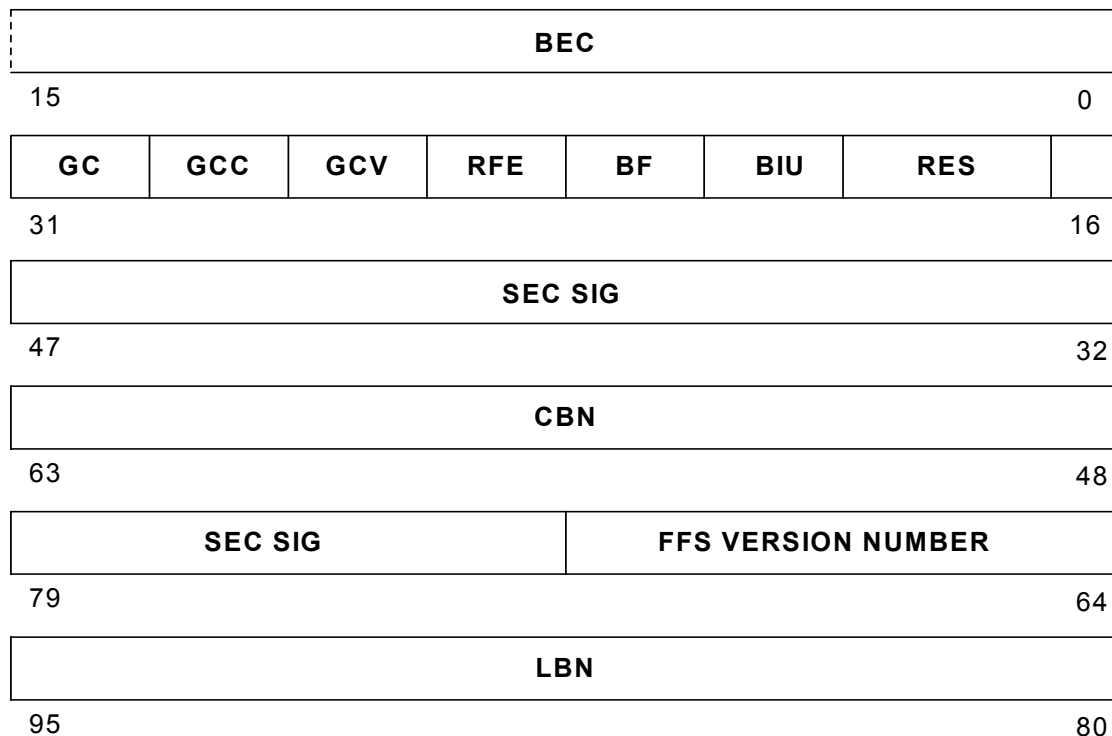 BEC
15 0
GC GCC GCV RFE BF BIU RES
31 16
SEC SIG
47 32
CBN
63 48
SEC SIG FFS VERSION NUMBER
79 64
LBN
95 80